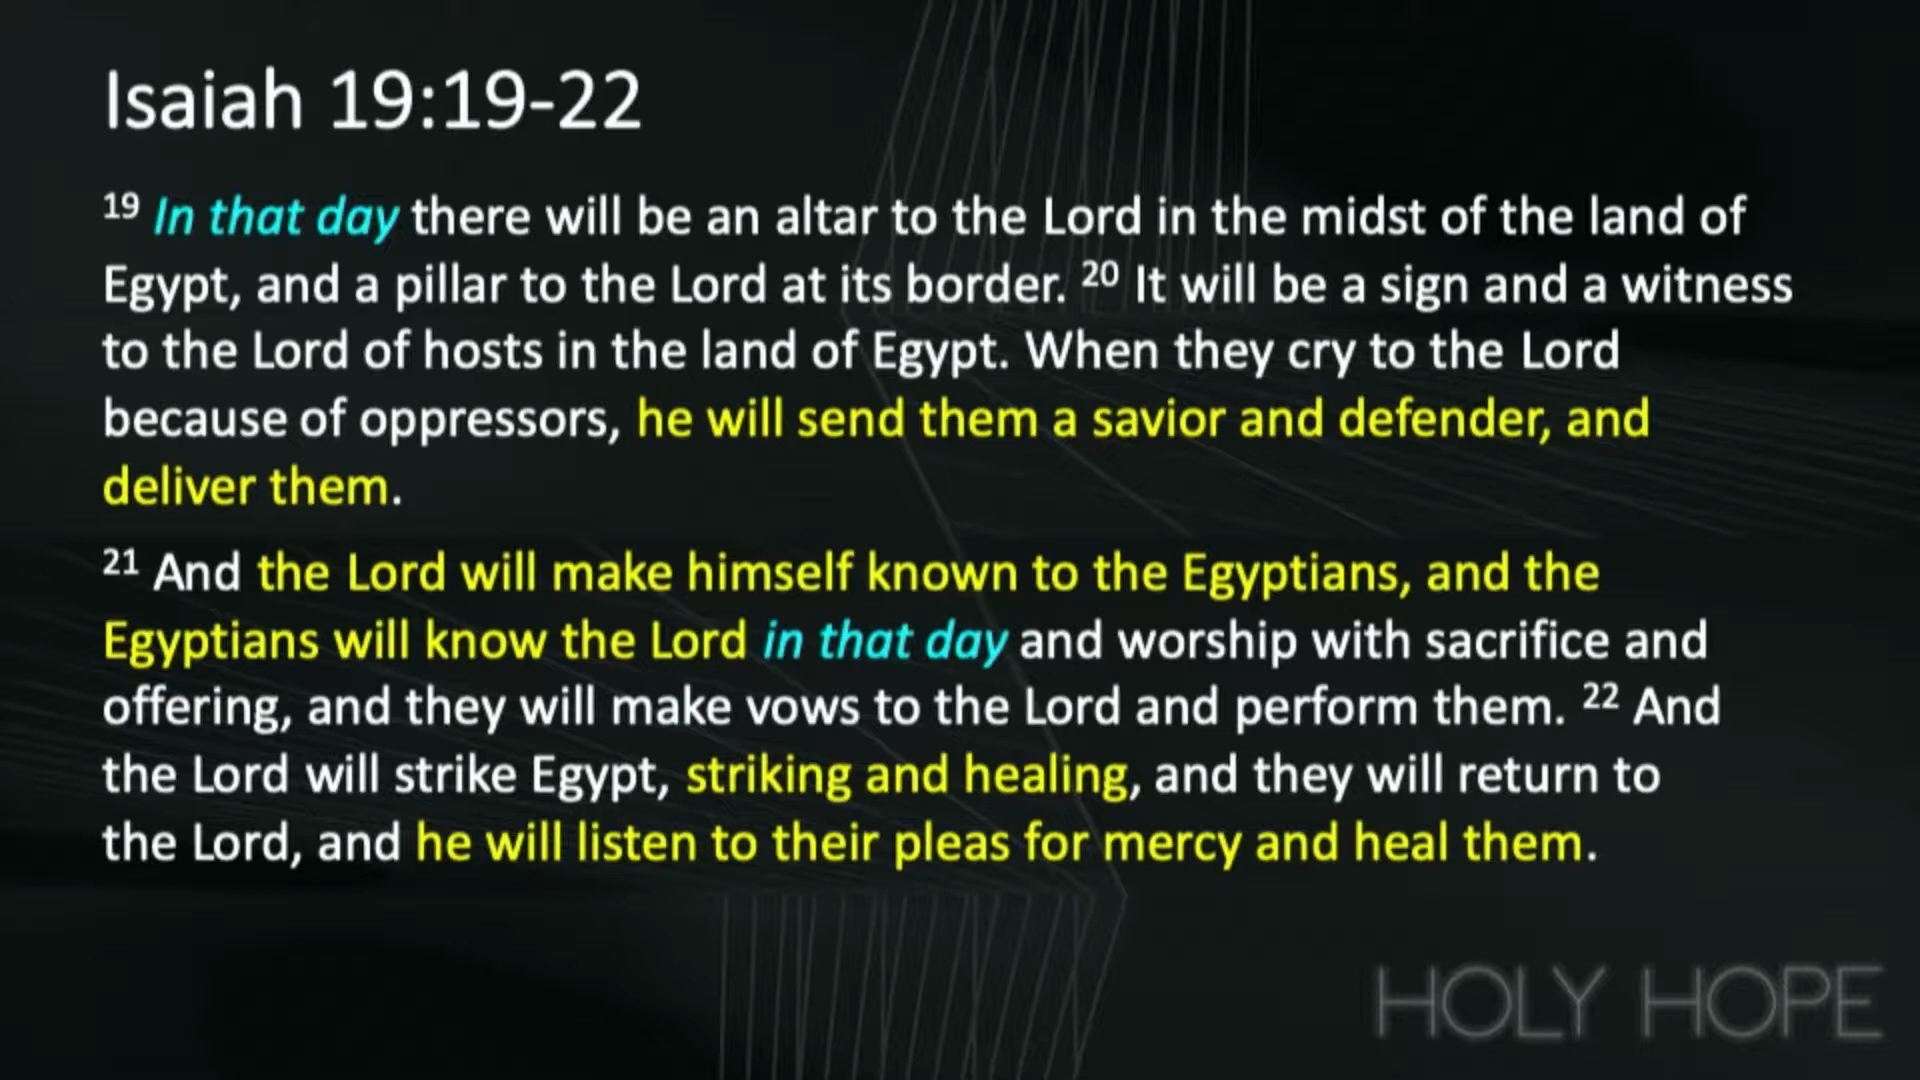 Isaiah 19:19-22
19 In that day there will be an altar to the Lord in the midst of the land of
Egypt, and a pillar to the Lord at its border. 20 It will be a sign and a witness
to the Lord of hosts in the land of Egypt. When they cry to the Lord
because of oppressors, he will send them a savior and defender, and
deliver them.
21 And the Lord will make himself known to the Egyptians, and the
Egyptians will know the Lord in that day and worship with sacrifice and
offering, and they will make vows to the Lord and perform them. 22 And
the Lord will strike Egypt, striking and healing, and they will return to
the Lord, and he will listen to their pleas for mercy and heal them.
HOLY HOPE